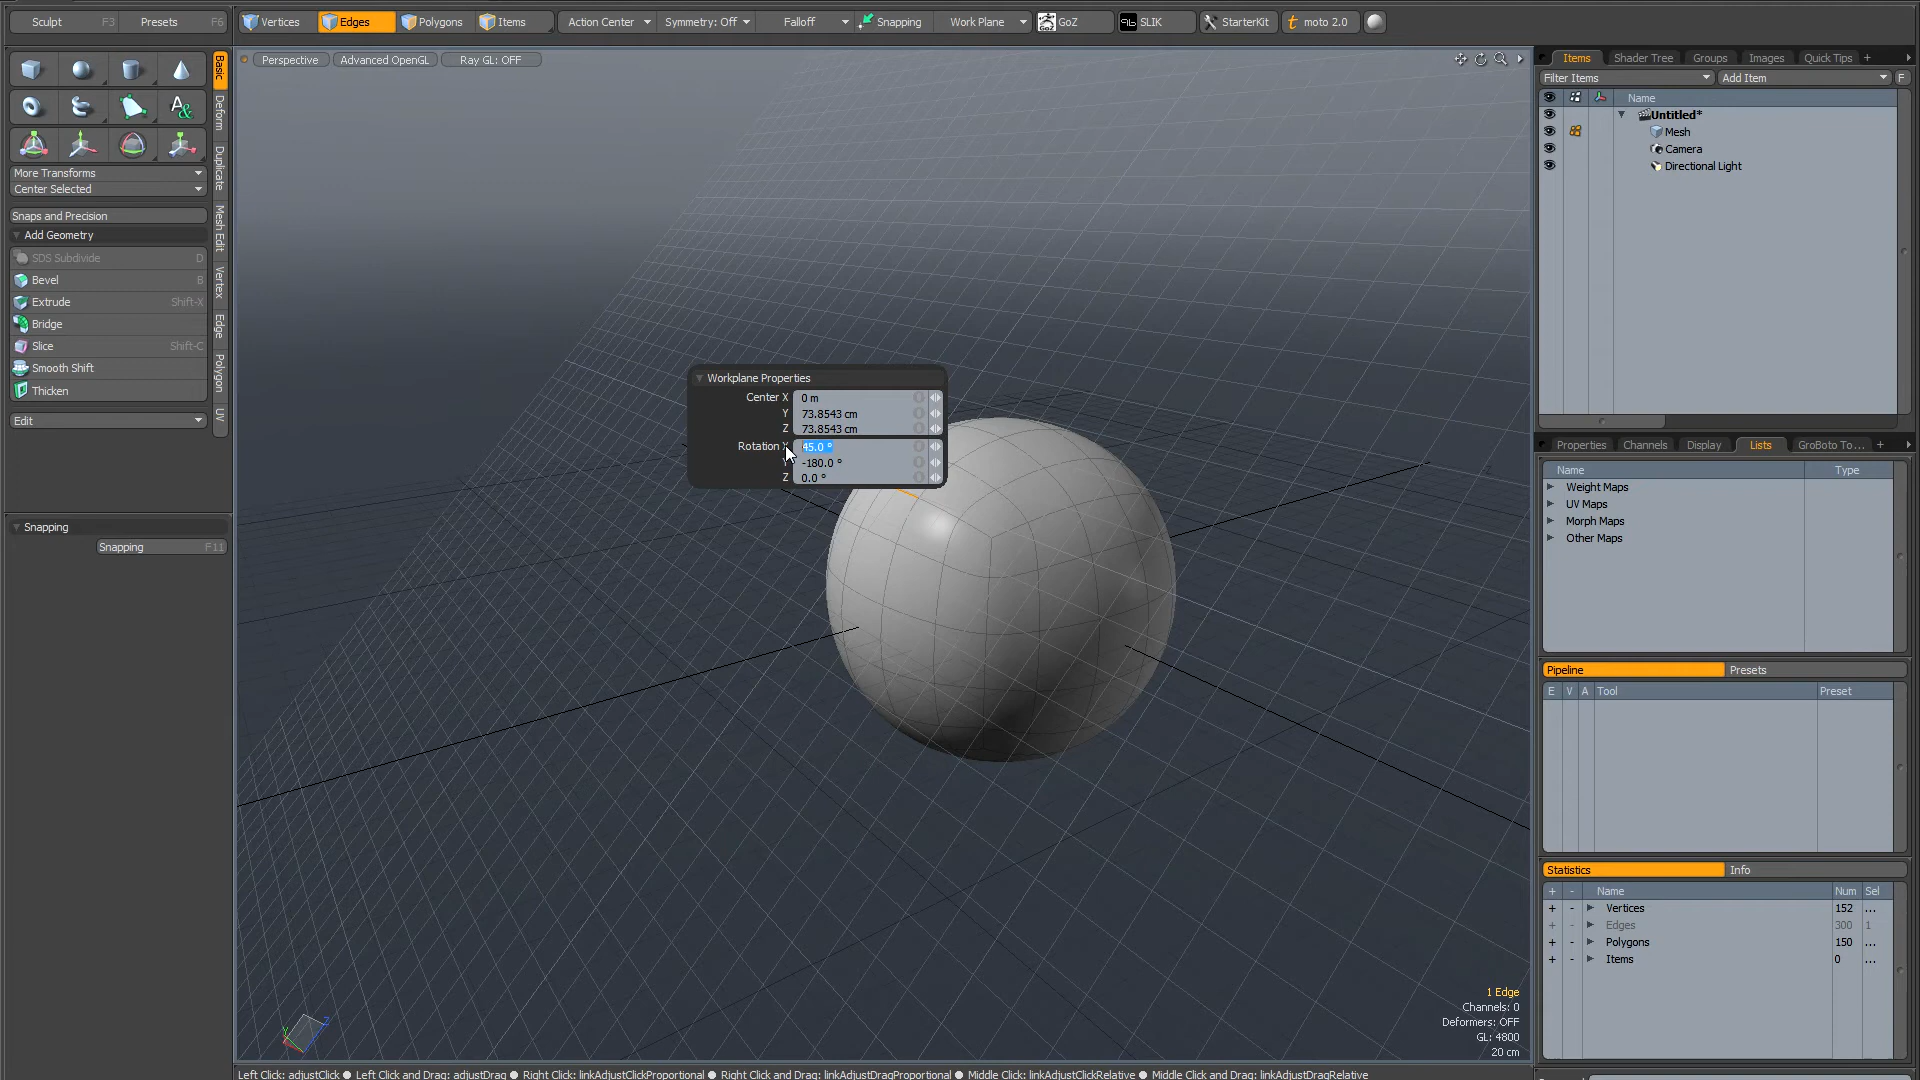 Sculpt F3 Presets F6 Vertices Edges Polygons Items Action Center Symmetry: Off Falloff Snapping Work Plane GoZ SLIK StarterKit moto 2.0
Perspective Advanced OpenGL Ray GL: OFF
Basic
Deform
Duplicate
Mesh Edit
Vertex
Edge
Polygon
UV
More Transforms
Center Selected
Snaps and Precision
Add Geometry
SDS Subdivide D
Bevel B
Extrude Shift-X
Bridge
Slice Shift-C
Smooth Shift
Thicken
Edit
Snapping
Snapping F11
Workplane Properties
Center X 0 m
Y 73.8543 cm
Z 73.8543 cm
Rotation X 45.0 °
Y -180.0 °
Z 0.0 °
1 Edge
Channels: 0
Deformers: OFF
GL: 4800
20 cm
Left Click: adjustClick ● Left Click and Drag: adjustDrag ● Right Click: linkAdjustClickProportional ● Right Click and Drag: linkAdjustDragProportional ● Middle Click: linkAdjustClickRelative ● Middle Click and Drag: linkAdjustDragRelative
Items Shader Tree Groups Images Quick Tips +
Filter Items Add Item F
Name
Untitled*
Mesh
Camera
Directional Light
Properties Channels Display Lists GroBoto To... +
Name Type
Weight Maps
UV Maps
Morph Maps
Other Maps
Pipeline Presets
E V A Tool Preset
Statistics Info
+ - Name Num Sel
+ - Vertices 152 ...
+ - Edges 300 1
+ - Polygons 150 ...
+ - Items 0 ...